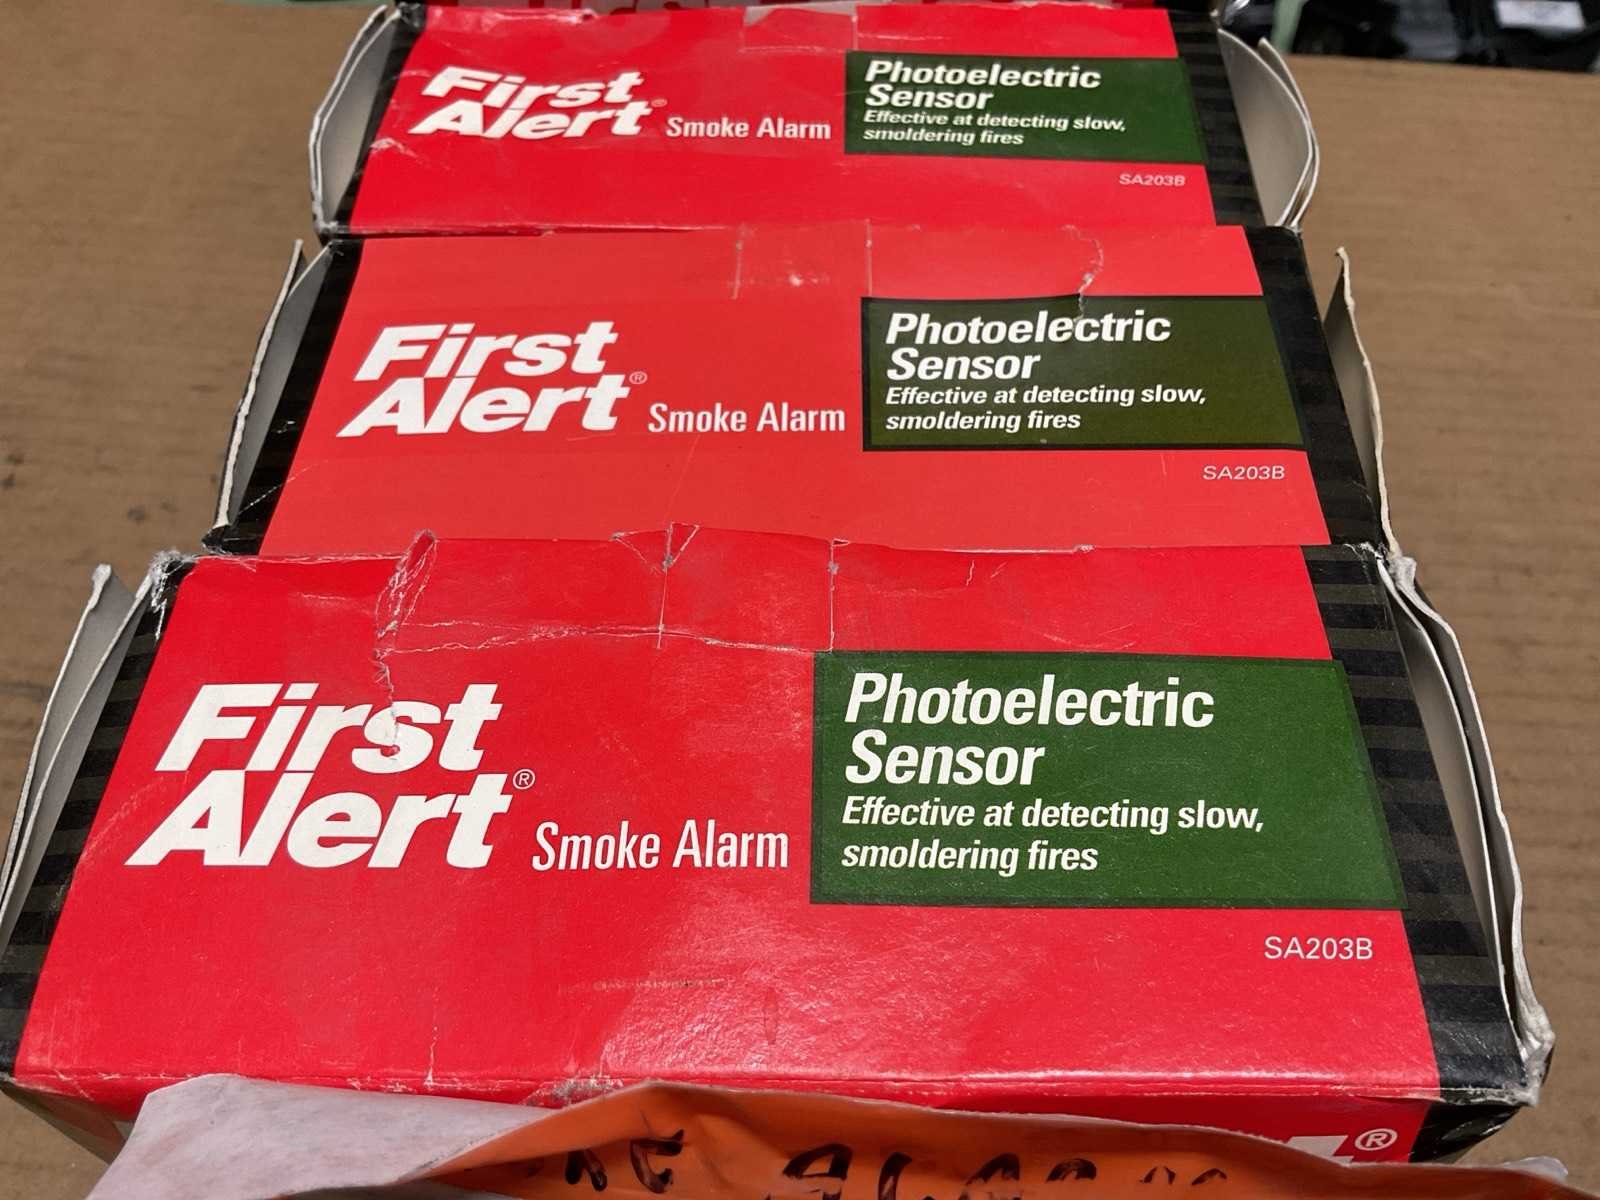 First
Alert® Smoke Alarm
Photoelectric
Sensor
Effective at detecting slow,
smoldering fires
SA203B
First
Alert® Smoke Alarm
Photoelectric
Sensor
Effective at detecting slow,
smoldering fires
SA203B
First
Alert® Smoke Alarm
Photoelectric
Sensor
Effective at detecting slow,
smoldering fires
SA203B
®